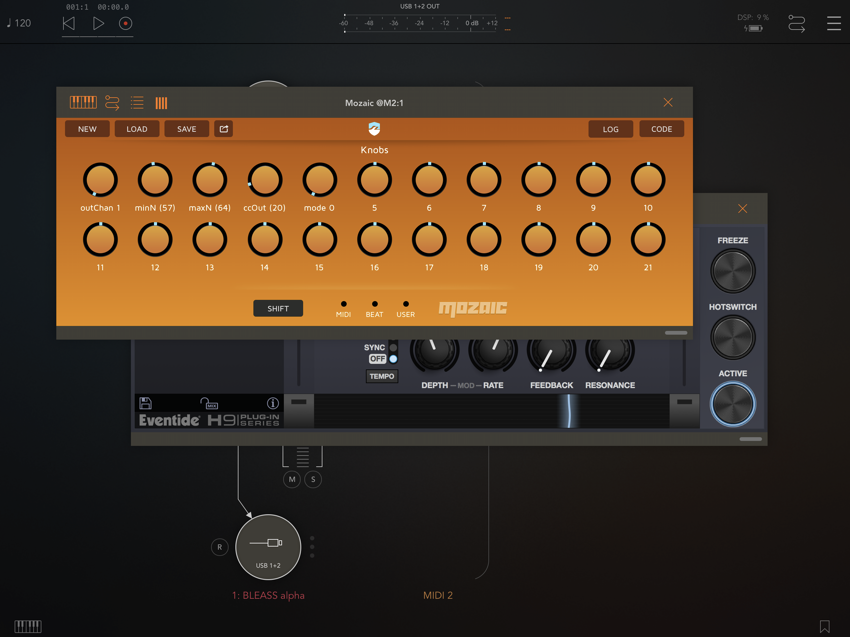 001:1 00:00.0
USB 1+2 OUT
♩ 120
-60 -48 -36 -24 -12 0 dB +12
DSP: 9 %
Mozaic @M2:1
NEW LOAD SAVE LOG CODE
Knobs
outChan 1 minN (57) maxN (64) ccOut (20) mode 0 5 6 7 8 9 10
11 12 13 14 15 16 17 18 19 20 21
SHIFT MIDI BEAT USER mozaic
FREEZE
HOTSWITCH
ACTIVE
SYNC
OFF
TEMPO
DEPTH MOD RATE FEEDBACK RESONANCE
MIX
Eventide H9 PLUG-IN SERIES
M S
R
USB 1+2
1: BLEASS alpha MIDI 2